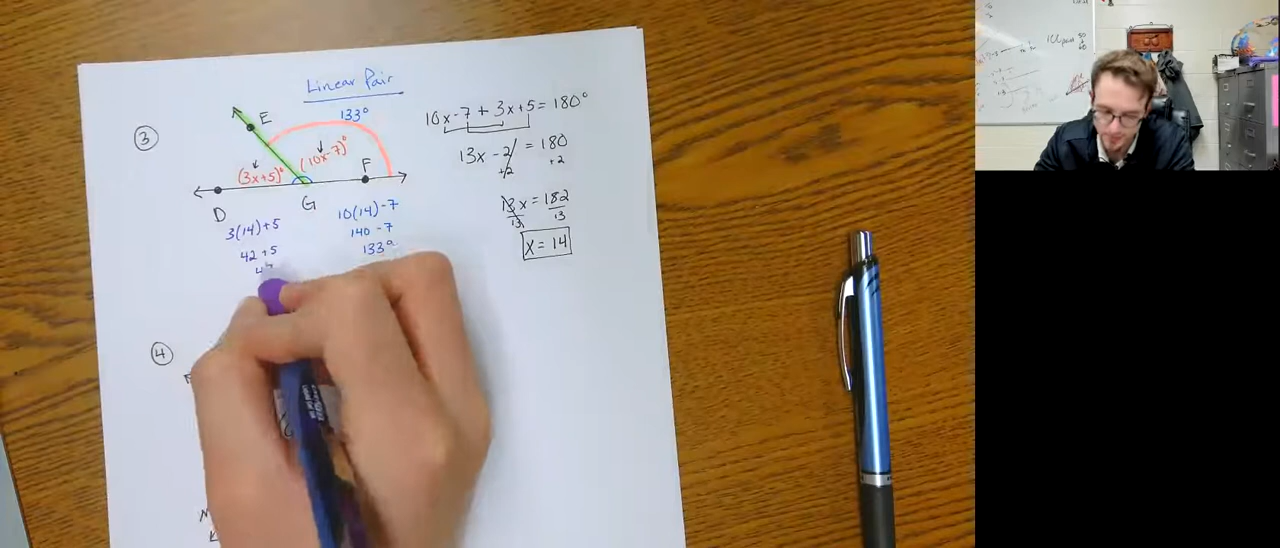 Linear Pair
③
E
133°
(10x-7)°
(3x+5)°
F
D
G
3(14)+5
42+5
10(14)-7
140-7
133°
10x-7+3x+5=180°
13x-2=180
+2 +2
13x=182
13 13
x=14
④